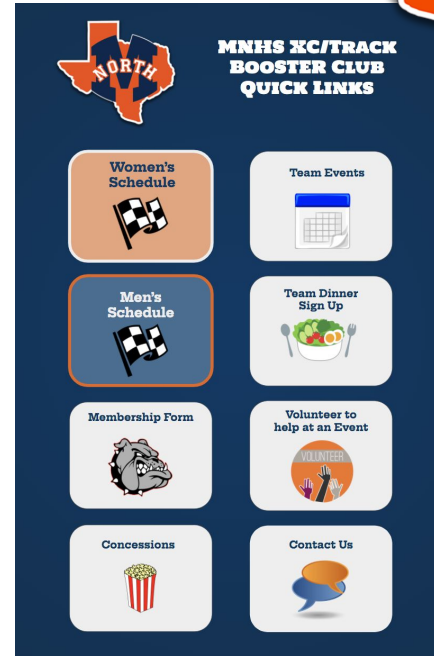 NORTH
MNHS XC/TRACK
BOOSTER CLUB
QUICK LINKS
Women's
Schedule
Team Events
Men's
Schedule
Team Dinner
Sign Up
Membership Form
Volunteer to
help at an Event
VOLUNTEER
Concessions
Contact Us